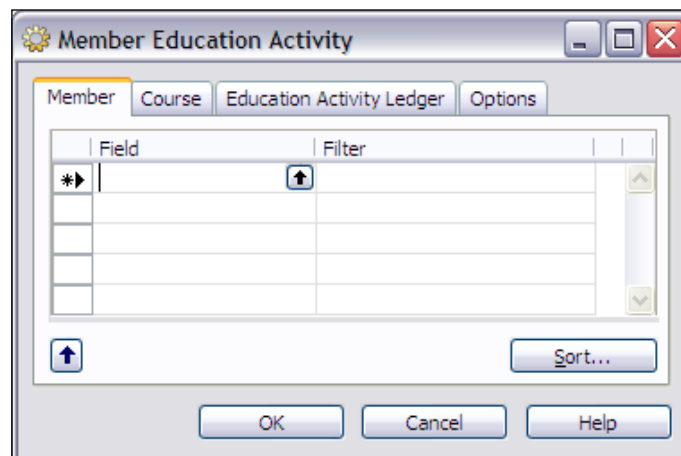 Member Education Activity
Member Course Education Activity Ledger Options
Field Filter
Sort...
OK Cancel Help